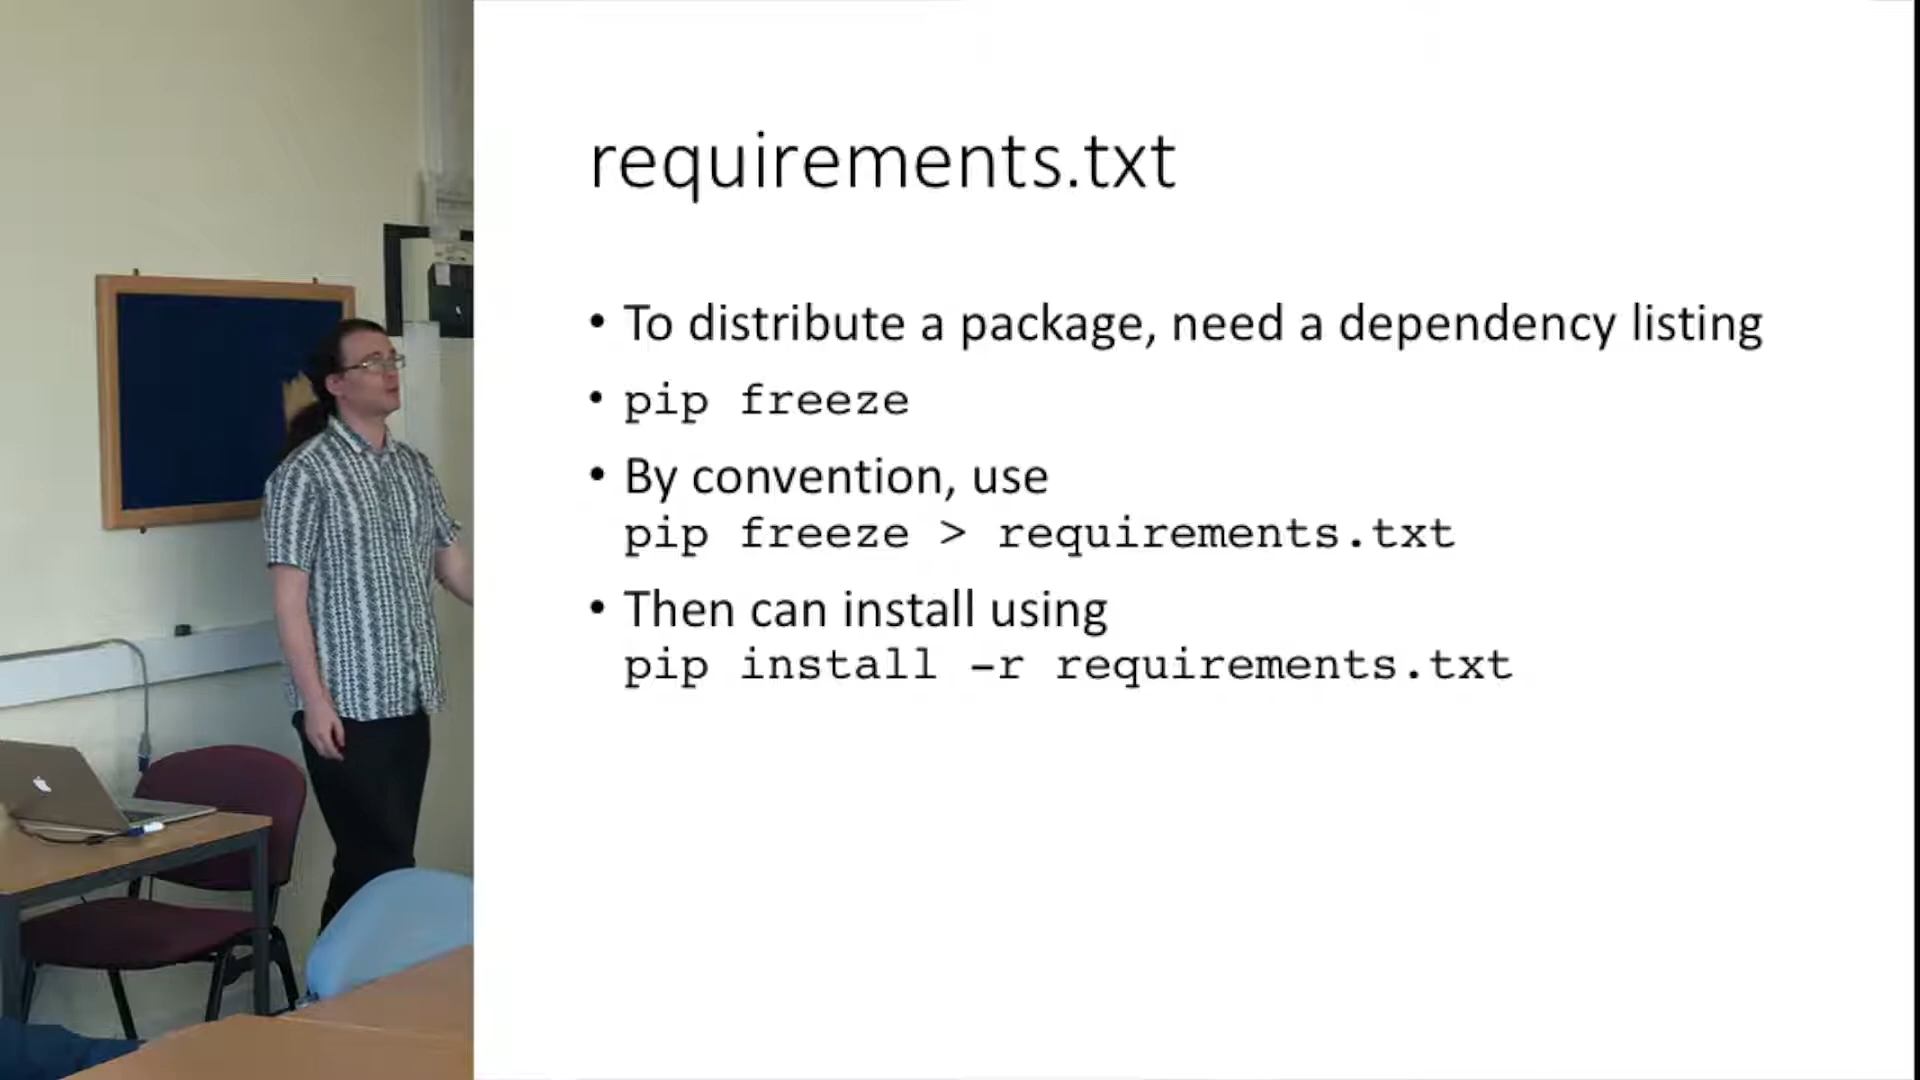 requirements.txt
• To distribute a package, need a dependency listing
• pip freeze
• By convention, use
pip freeze > requirements.txt
• Then can install using
pip install –r requirements.txt